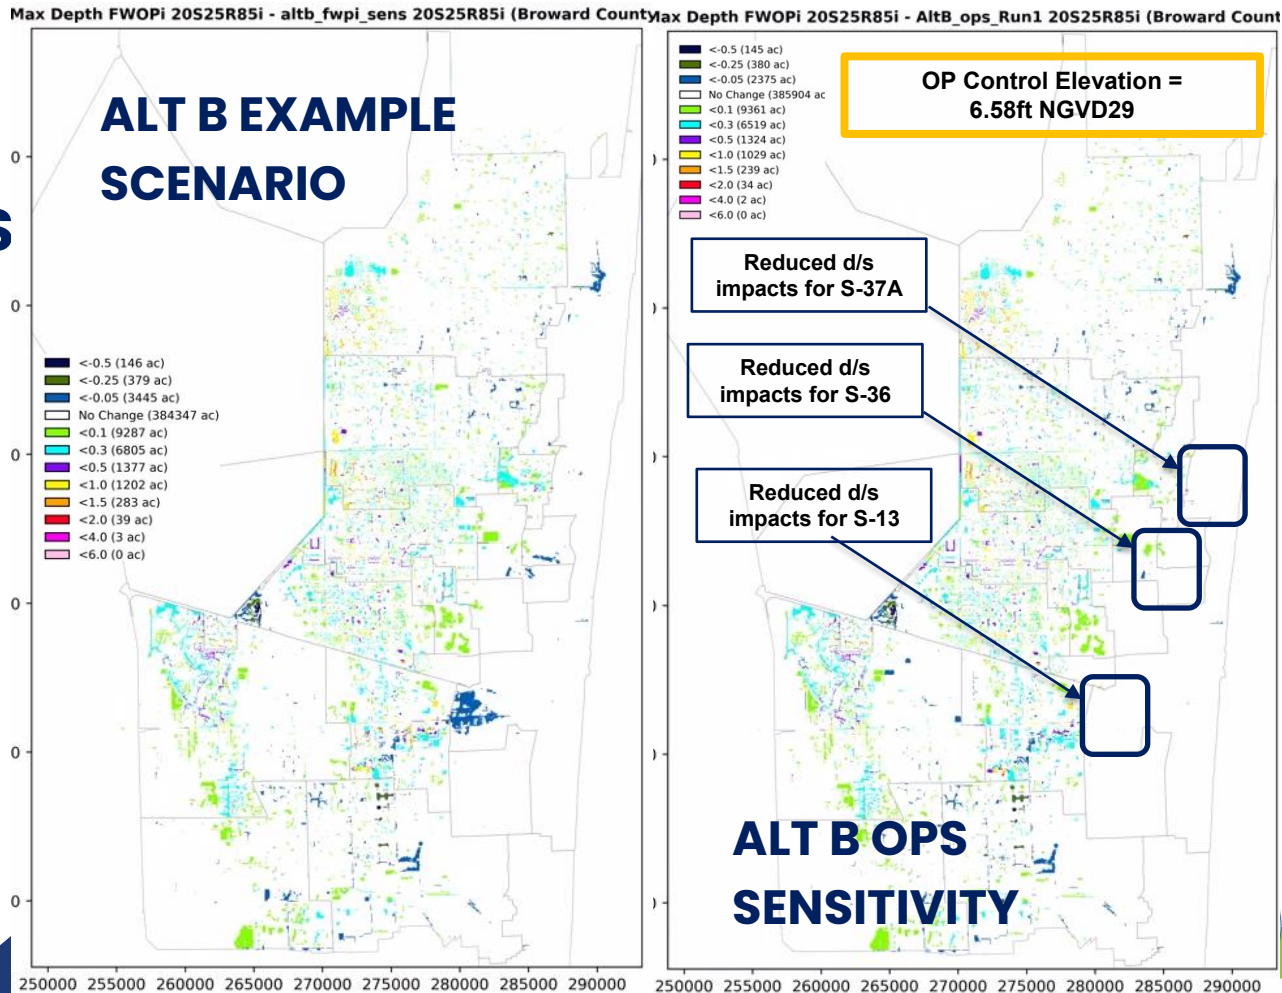 Max Depth FWOPi 20S25R85i - altb_fwpi_sens 20S25R85i (Broward County
Max Depth FWOPi 20S25R85i - AltB_ops_Run1 20S25R85i (Broward Count
s
ALT B EXAMPLE
SCENARIO
<-0.5 (146 ac)
<-0.25 (379 ac)
<-0.05 (3445 ac)
No Change (384347 ac)
<0.1 (9287 ac)
<0.3 (6805 ac)
<0.5 (1377 ac)
<1.0 (1202 ac)
<1.5 (283 ac)
<2.0 (39 ac)
<4.0 (3 ac)
<6.0 (0 ac)
0
0
0
0
0
0
250000 255000 260000 265000 270000 275000 280000 285000 290000
<-0.5 (145 ac)
<-0.25 (380 ac)
<-0.05 (2375 ac)
No Change (385904 ac
<0.1 (9361 ac)
<0.3 (6519 ac)
<0.5 (1324 ac)
<1.0 (1029 ac)
<1.5 (239 ac)
<2.0 (34 ac)
<4.0 (2 ac)
<6.0 (0 ac)
OP Control Elevation =
6.58ft NGVD29
Reduced d/s
impacts for S-37A
Reduced d/s
impacts for S-36
Reduced d/s
impacts for S-13
ALT B OPS
SENSITIVITY
250000 255000 260000 265000 270000 275000 280000 285000 290000